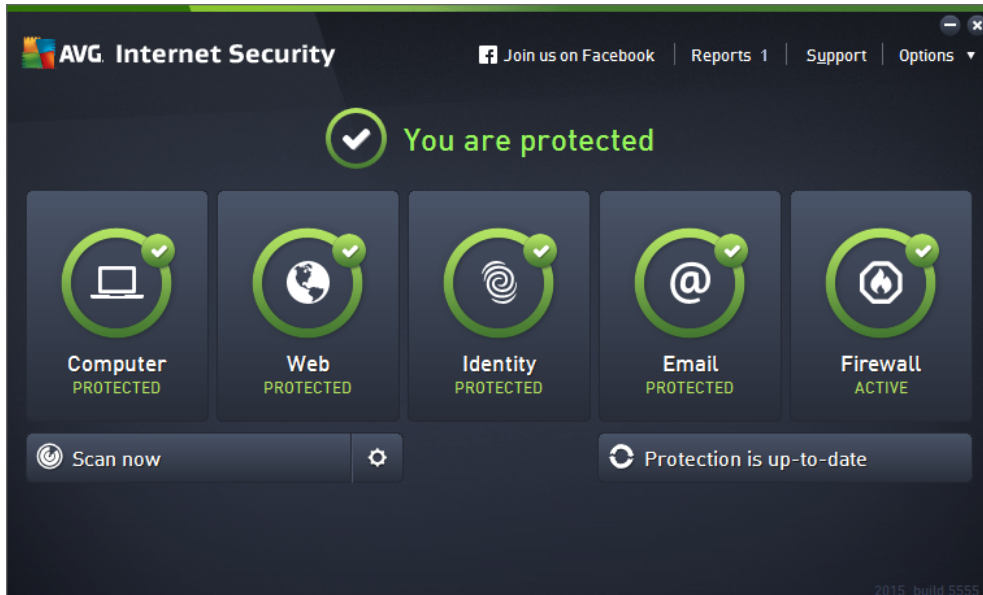 AVG. Internet Security
Join us on Facebook
Reports 1
Support
Options
You are protected
Computer
PROTECTED
Web
PROTECTED
Identity
PROTECTED
@
Email
PROTECTED
Firewall
ACTIVE
Scan now
Protection is up-to-date
2015 build 5555